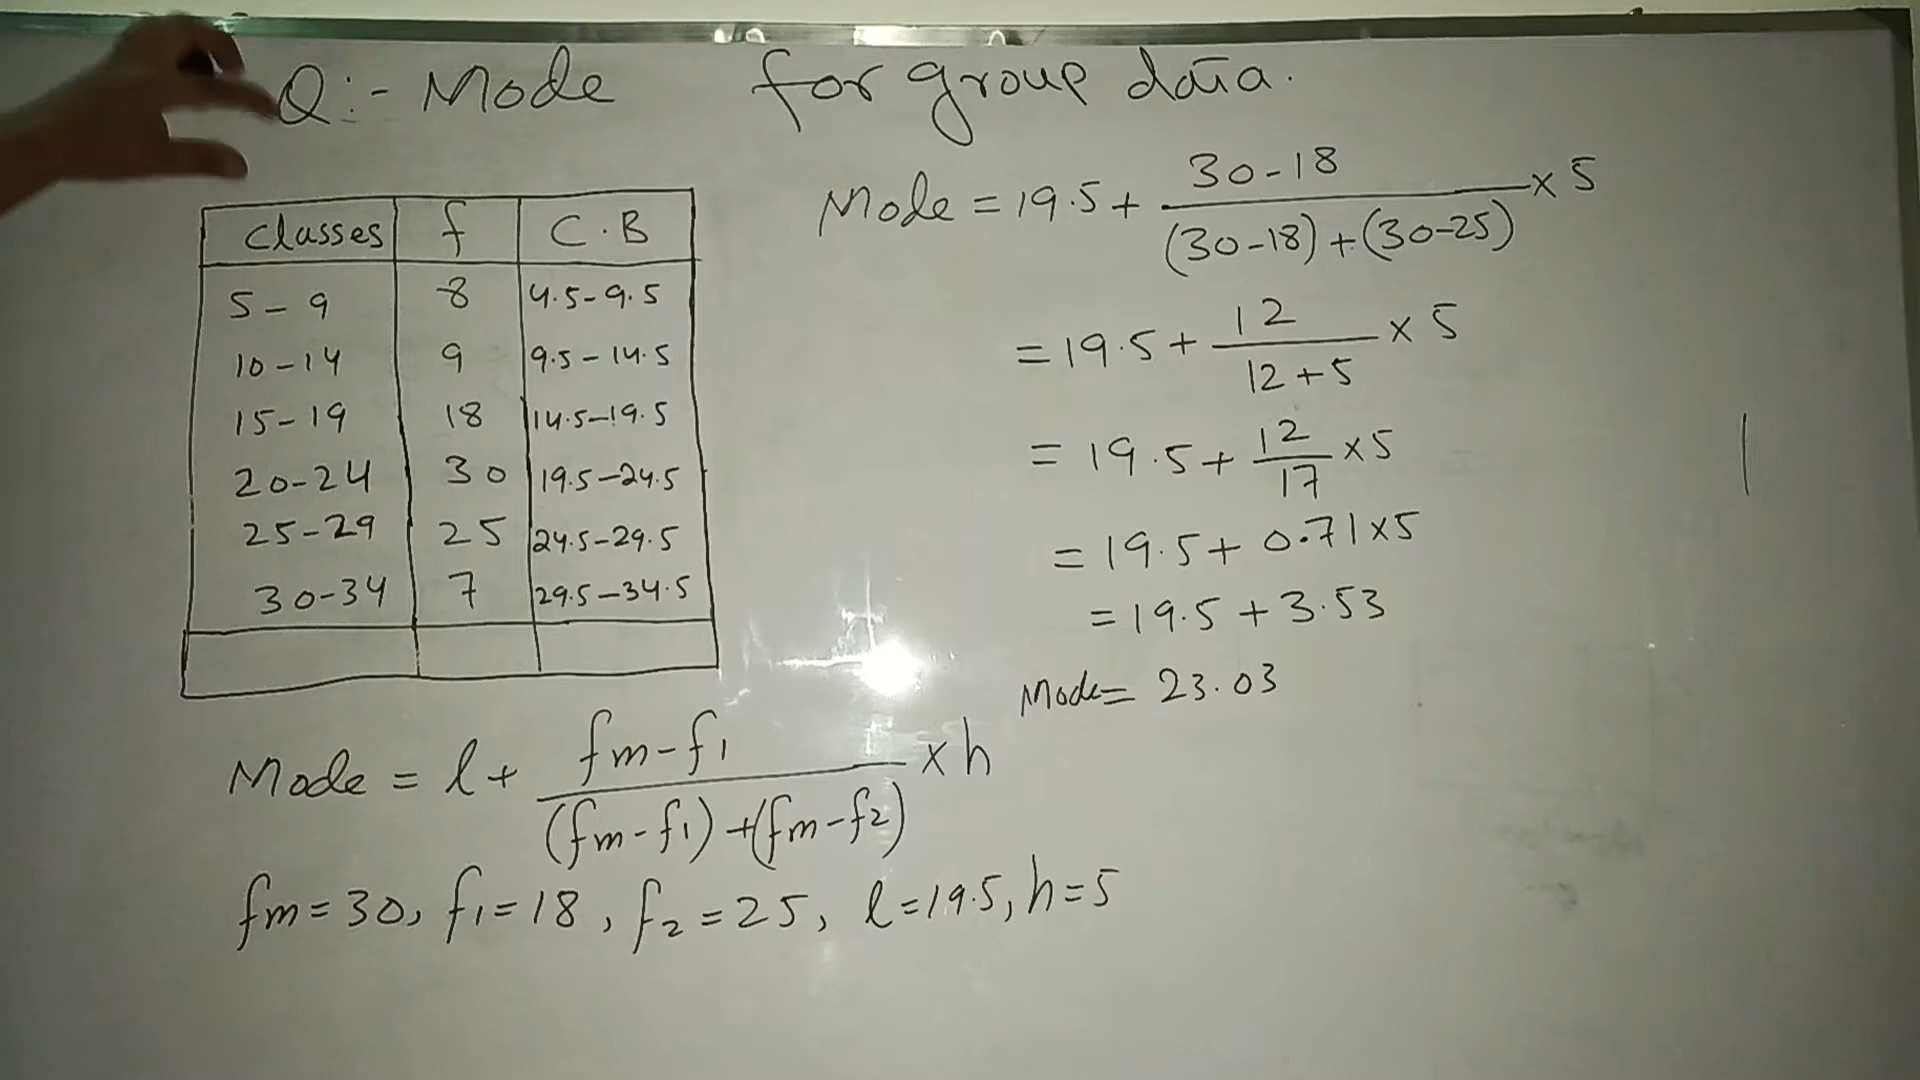 Q:- Mode for group data.
classes f C.B
5-9 8 4.5-9.5
10-14 9 9.5-14.5
15-19 18 14.5-19.5
20-24 30 19.5-24.5
25-29 25 24.5-29.5
30-34 7 29.5-34.5
Mode = l + fm-f1 / (fm-f1)+(fm-f2) × h
fm=30, f1=18, f2=25, l=19.5, h=5
Mode = 19.5 + 30-18 / (30-18)+(30-25) × 5
= 19.5 + 12 / 12+5 × 5
= 19.5 + 12/17 × 5
= 19.5 + 0.71×5
= 19.5 + 3.53
Mode= 23.03